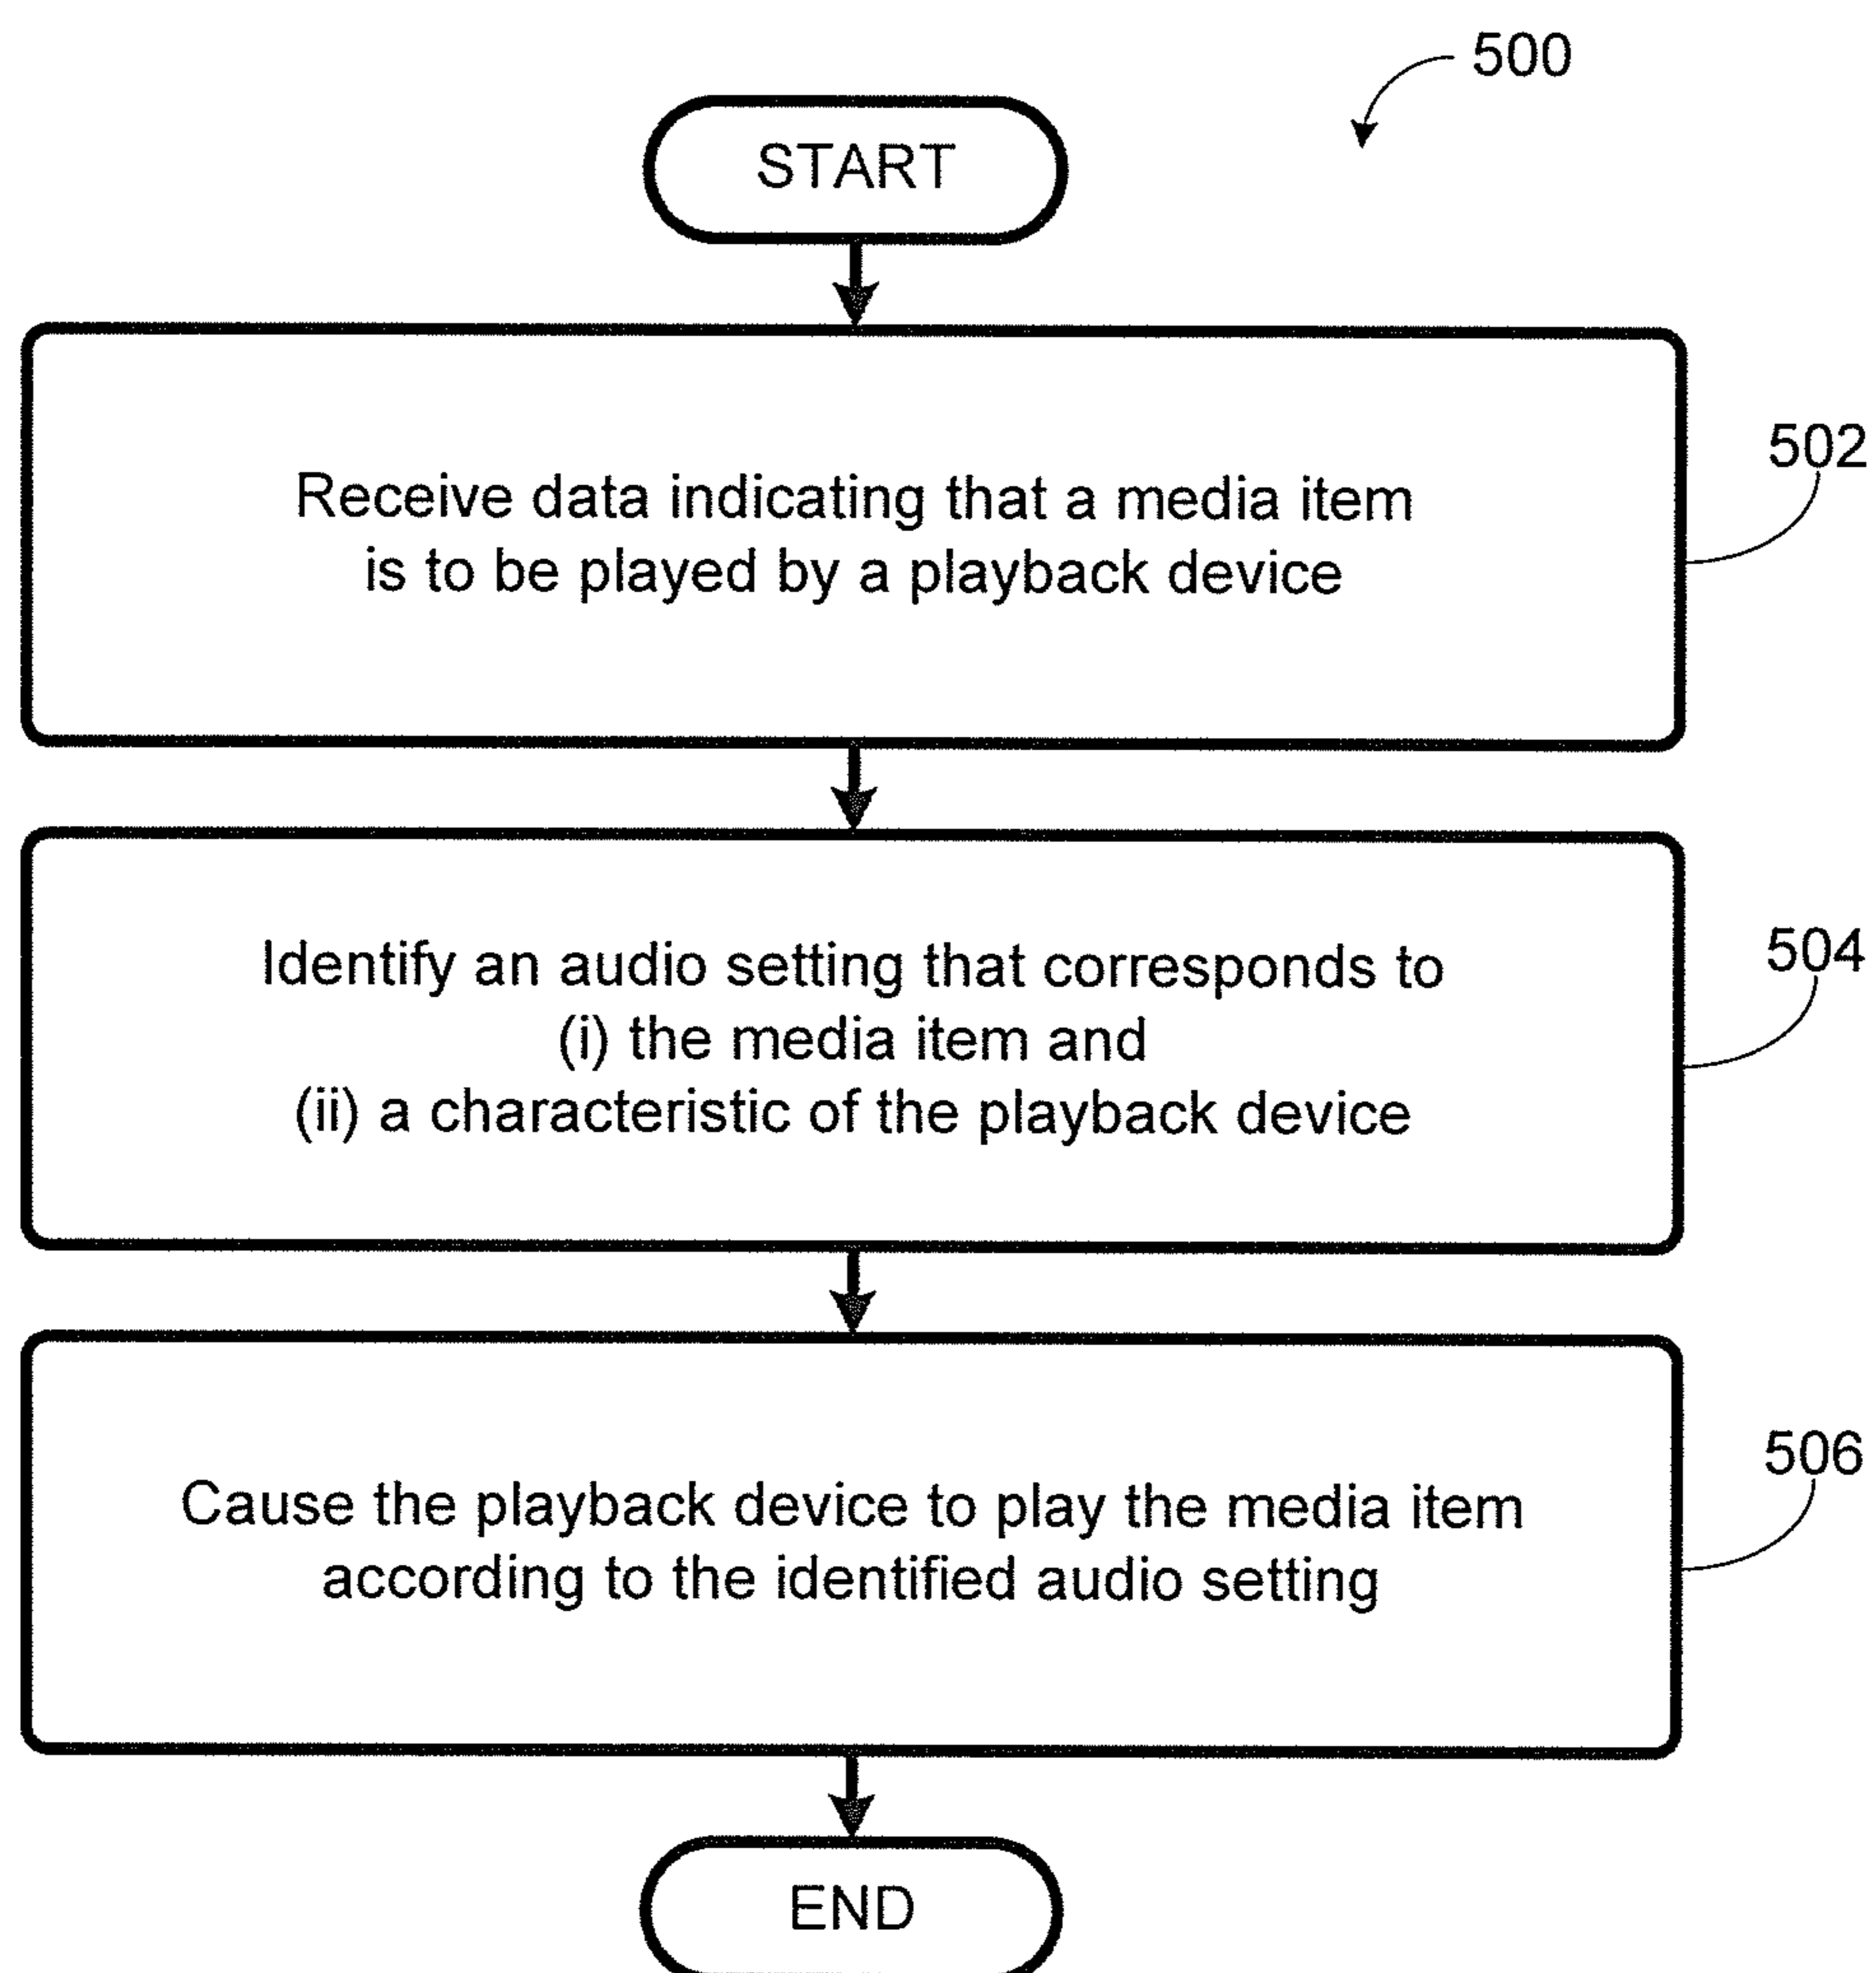 500
START
Receive data indicating that a media item
is to be played by a playback device
502
Identify an audio setting that corresponds to
(i) the media item and
(ii) a characteristic of the playback device
504
Cause the playback device to play the media item
according to the identified audio setting
506
END